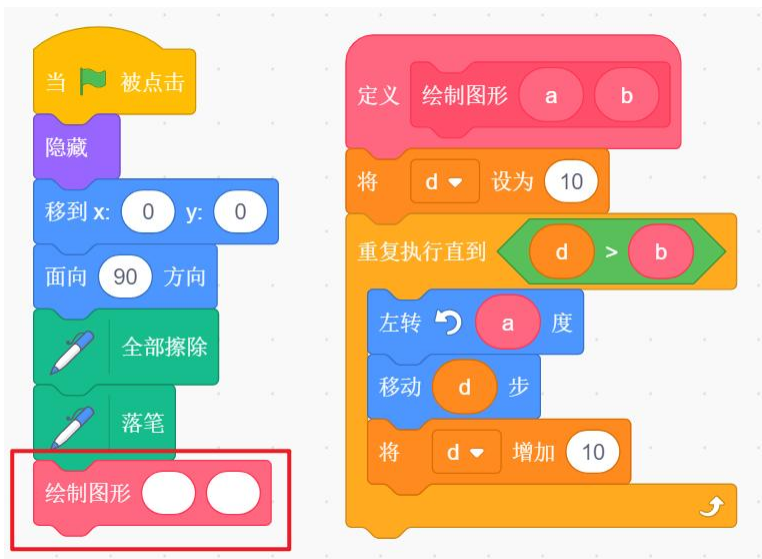 当 被点击
隐藏
移到 x: 0 y: 0
面向 90 方向
全部擦除
落笔
绘制图形
定义 绘制图形 a b
将 d 设为 10
重复执行直到 d > b
左转 a 度
移动 d 步
将 d 增加 10